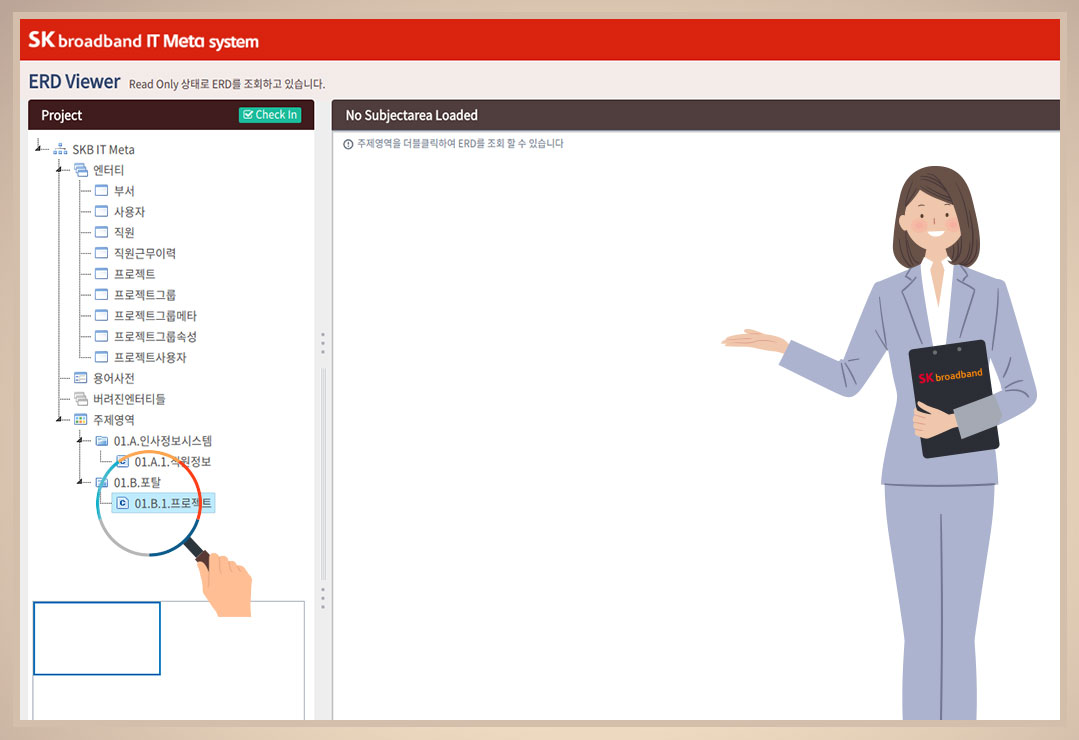 SK broadband IT Meta system
ERD Viewer Read Only 상태로 ERD를 조회하고 있습니다.
Project Check In
SKB IT Meta
엔터티
부서
사용자
직원
직원근무이력
프로젝트
프로젝트그룹
프로젝트그룹메타
프로젝트그룹속성
프로젝트사용자
용어사전
버려진엔터티들
주제영역
01.A.인사정보시스템
C 01.A.1.직원정보
01.B.포탈
C 01.B.1.프로젝트
No Subjectarea Loaded
주제영역을 더블클릭하여 ERD를 조회 할 수 있습니다
SK broadband